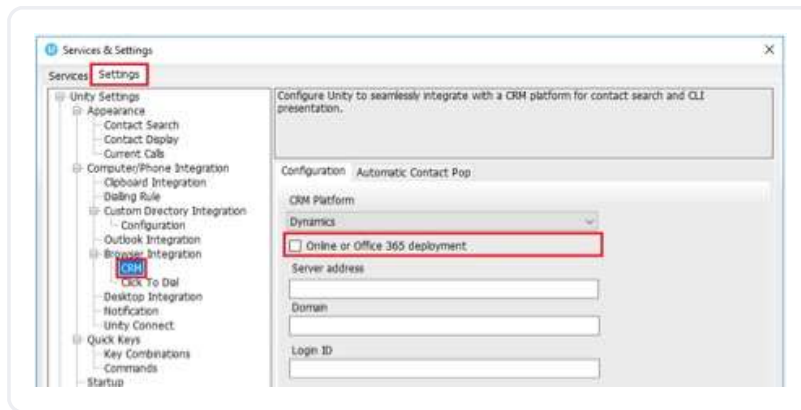 Services & Settings
Services Settings
Unity Settings
Appearance
Contact Search
Contact Display
Current Calls
Computer/Phone Integration
Clipboard Integration
Dialing Rule
Custom Directory Integration
Configuration
Outlook Integration
Browser Integration
CRM
Click To Dial
Desktop Integration
Notification
Unity Connect
Quick Keys
Key Combinations
Commands
Startup
Configure Unity to seamlessly integrate with a CRM platform for contact search and CLI
presentation.
Configuration Automatic Contact Pop
CRM Platform
Dynamics
Online or Office 365 deployment
Server address
Domain
Login ID